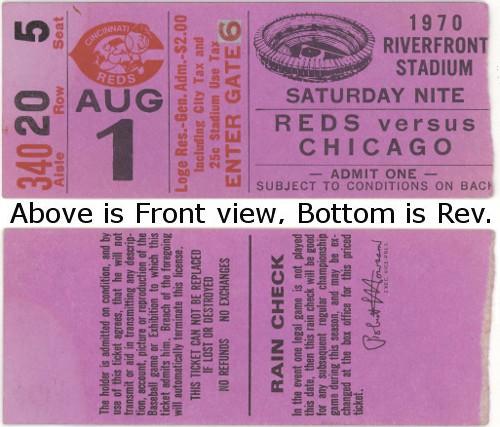 5 Seat
20 Row
340 Aisle
CINCINNATI
REDS
AUG
1
Loge Res.-Gen. Adm.-$2.00
Including City Tax and
25c Stadium Use Tax
ENTER GATE 6
1970
RIVERFRONT
STADIUM
SATURDAY NITE
REDS versus
CHICAGO
— ADMIT ONE —
SUBJECT TO CONDITIONS ON BACK
Above is Front view, Bottom is Rev.
The holder is admitted on condition, and by
use of this ticket agrees, that he will not
transmit or aid in transmitting any descrip-
tion, account, picture or reproduction of the
Baseball game or Exhibition to which this
ticket admits him. Breach of the foregoing
will automatically terminate this license.
THIS TICKET CAN NOT BE REPLACED
IF LOST OR DESTROYED
NO REFUNDS NO EXCHANGES
RAIN CHECK
In the event one legal game is not played
this date, then this rain check will be good
for any subsequent regular championship
game during this season, and may be ex-
changed at the box office for this priced
ticket.
EXEC. VICE-PRES.